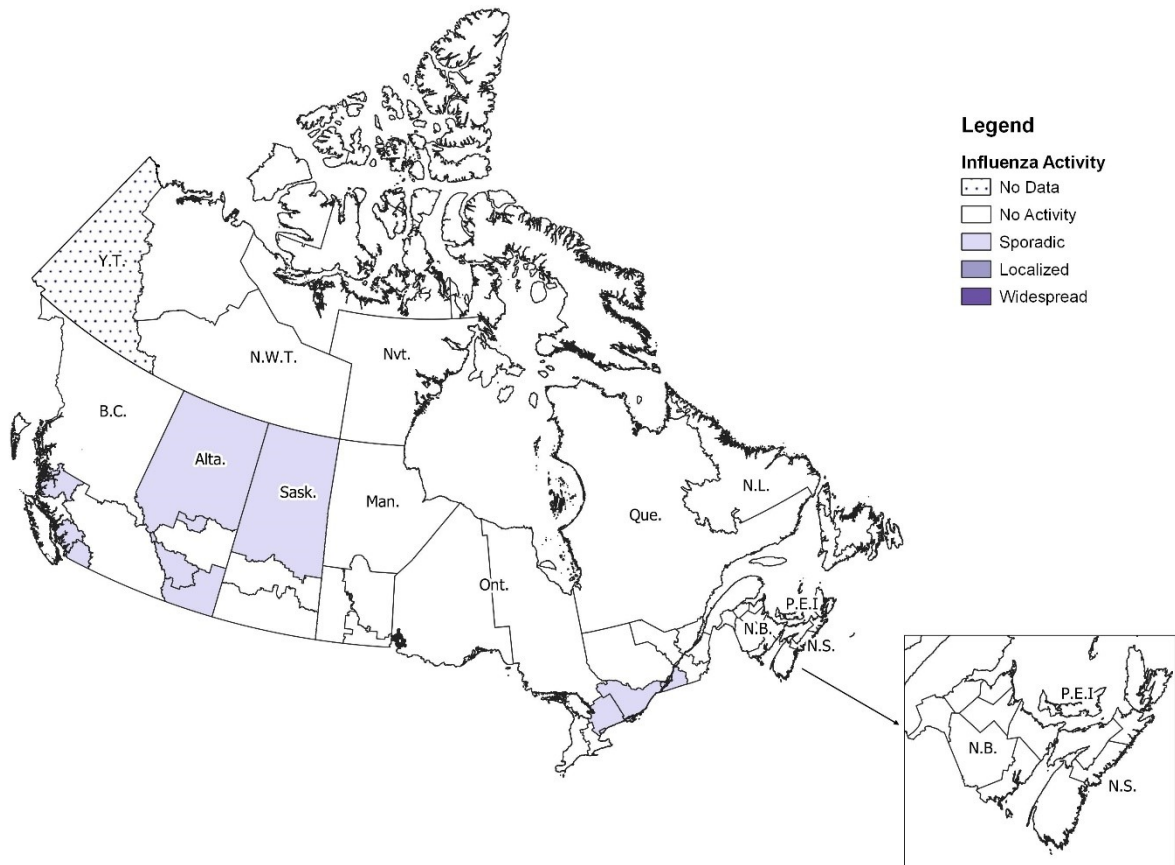 Legend
Influenza Activity
No Data
No Activity
Sporadic
Localized
Widespread
Y.T.
N.W.T.
Nvt.
B.C.
Alta.
Sask.
Man.
N.L.
Que.
Ont.
P.E.I
N.B.
N.S.
P.E.I
N.B.
N.S.